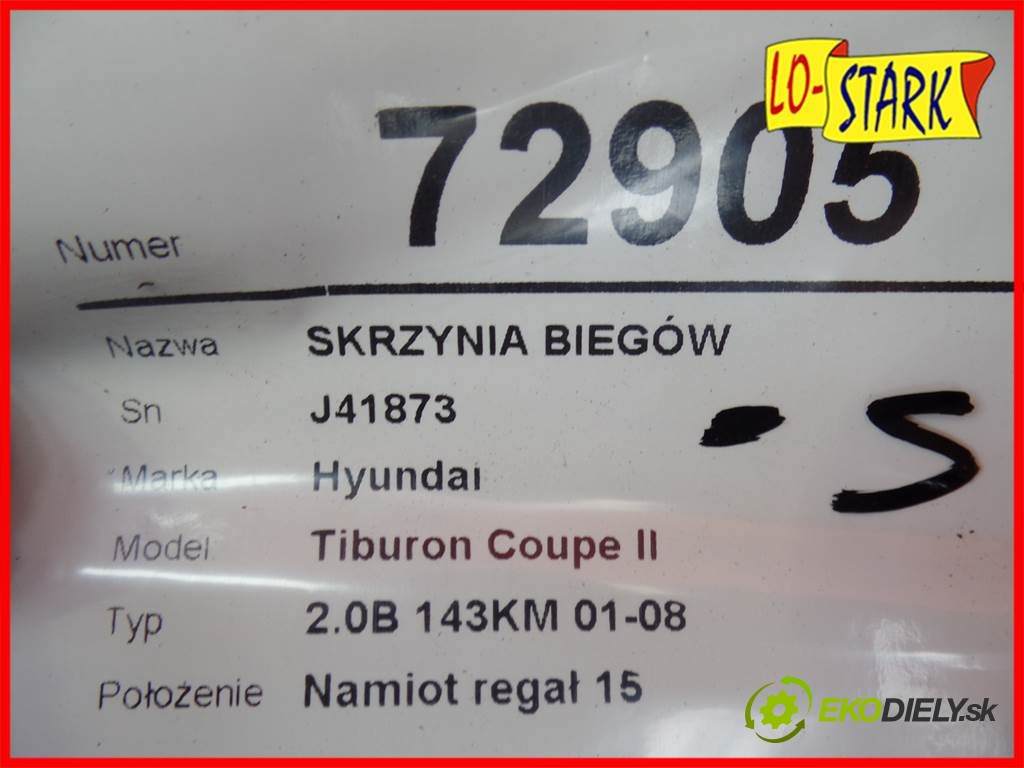 LO-STARK
Numer 72905
Nazwa SKRZYNIA BIEGÓW
Sn J41873
- S
Marka Hyundai
Model Tiburon Coupe II
Typ 2.0B 143KM 01-08
Położenie Namiot regał 15
EKODIELY.sk